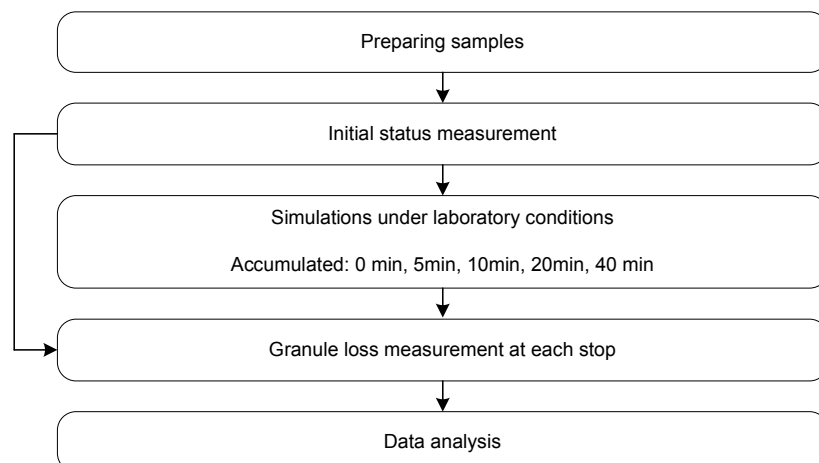 Preparing samples
Initial status measurement
Simulations under laboratory conditions
Accumulated: 0 min, 5min, 10min, 20min, 40 min
Granule loss measurement at each stop
Data analysis